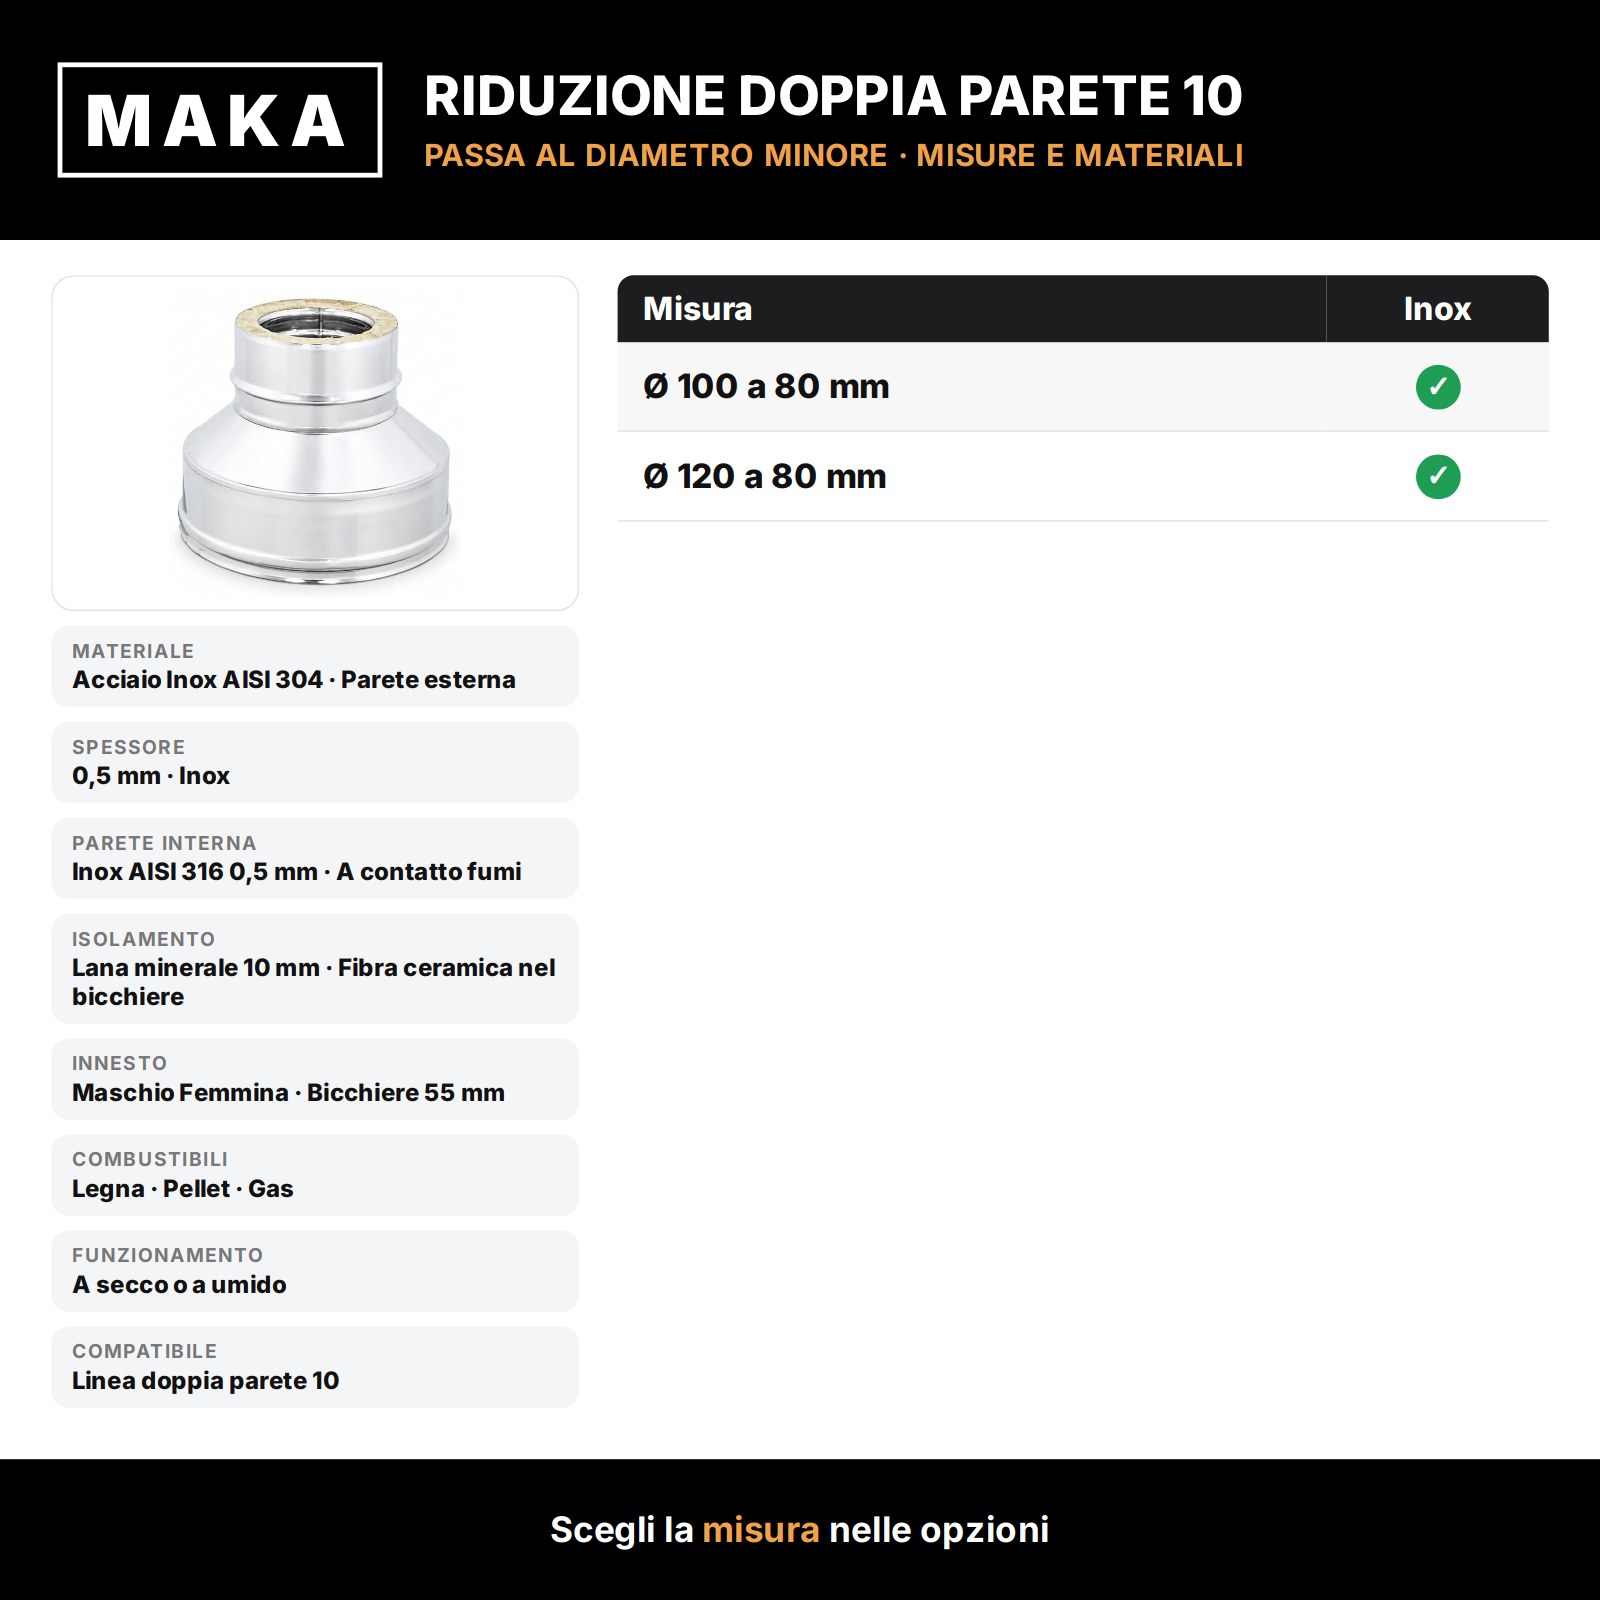 MAKA
RIDUZIONE DOPPIA PARETE 10
PASSA AL DIAMETRO MINORE · MISURE E MATERIALI
Misura Inox
Ø 100 a 80 mm ✓
Ø 120 a 80 mm ✓
MATERIALE
Acciaio Inox AISI 304 · Parete esterna
SPESSORE
0,5 mm · Inox
PARETE INTERNA
Inox AISI 316 0,5 mm · A contatto fumi
ISOLAMENTO
Lana minerale 10 mm · Fibra ceramica nel
bicchiere
INNESTO
Maschio Femmina · Bicchiere 55 mm
COMBUSTIBILI
Legna · Pellet · Gas
FUNZIONAMENTO
A secco o a umido
COMPATIBILE
Linea doppia parete 10
Scegli la misura nelle opzioni